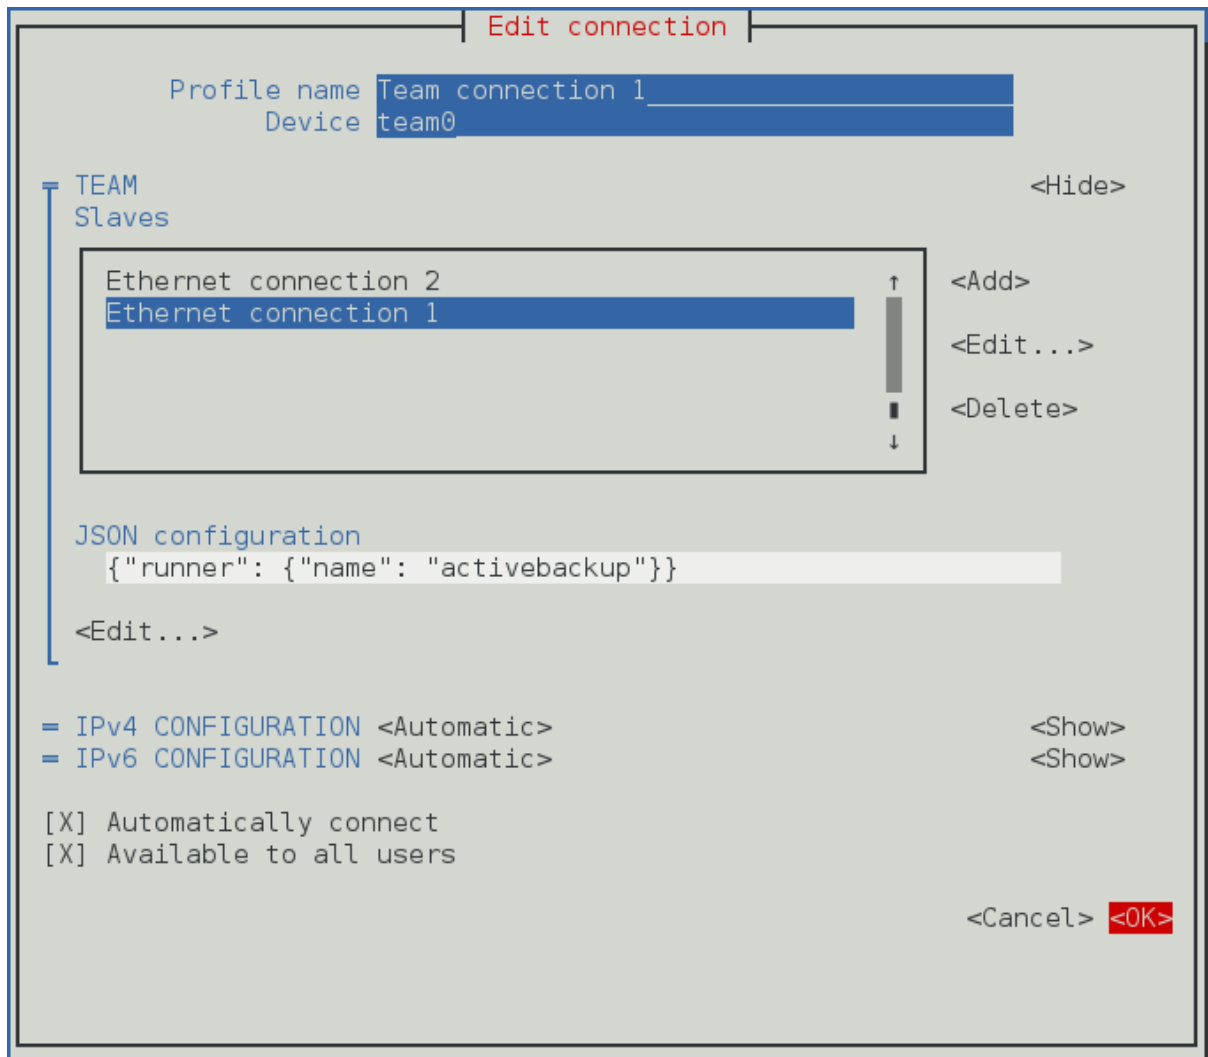 Edit connection
Profile name Team connection 1
Device team0
TEAM <Hide>
Slaves
Ethernet connection 2 ↑ <Add>
Ethernet connection 1
<Edit...>
<Delete>
↓
JSON configuration
{"runner": {"name": "activebackup"}}
<Edit...>
= IPv4 CONFIGURATION <Automatic> <Show>
= IPv6 CONFIGURATION <Automatic> <Show>
[X] Automatically connect
[X] Available to all users
<Cancel> <OK>